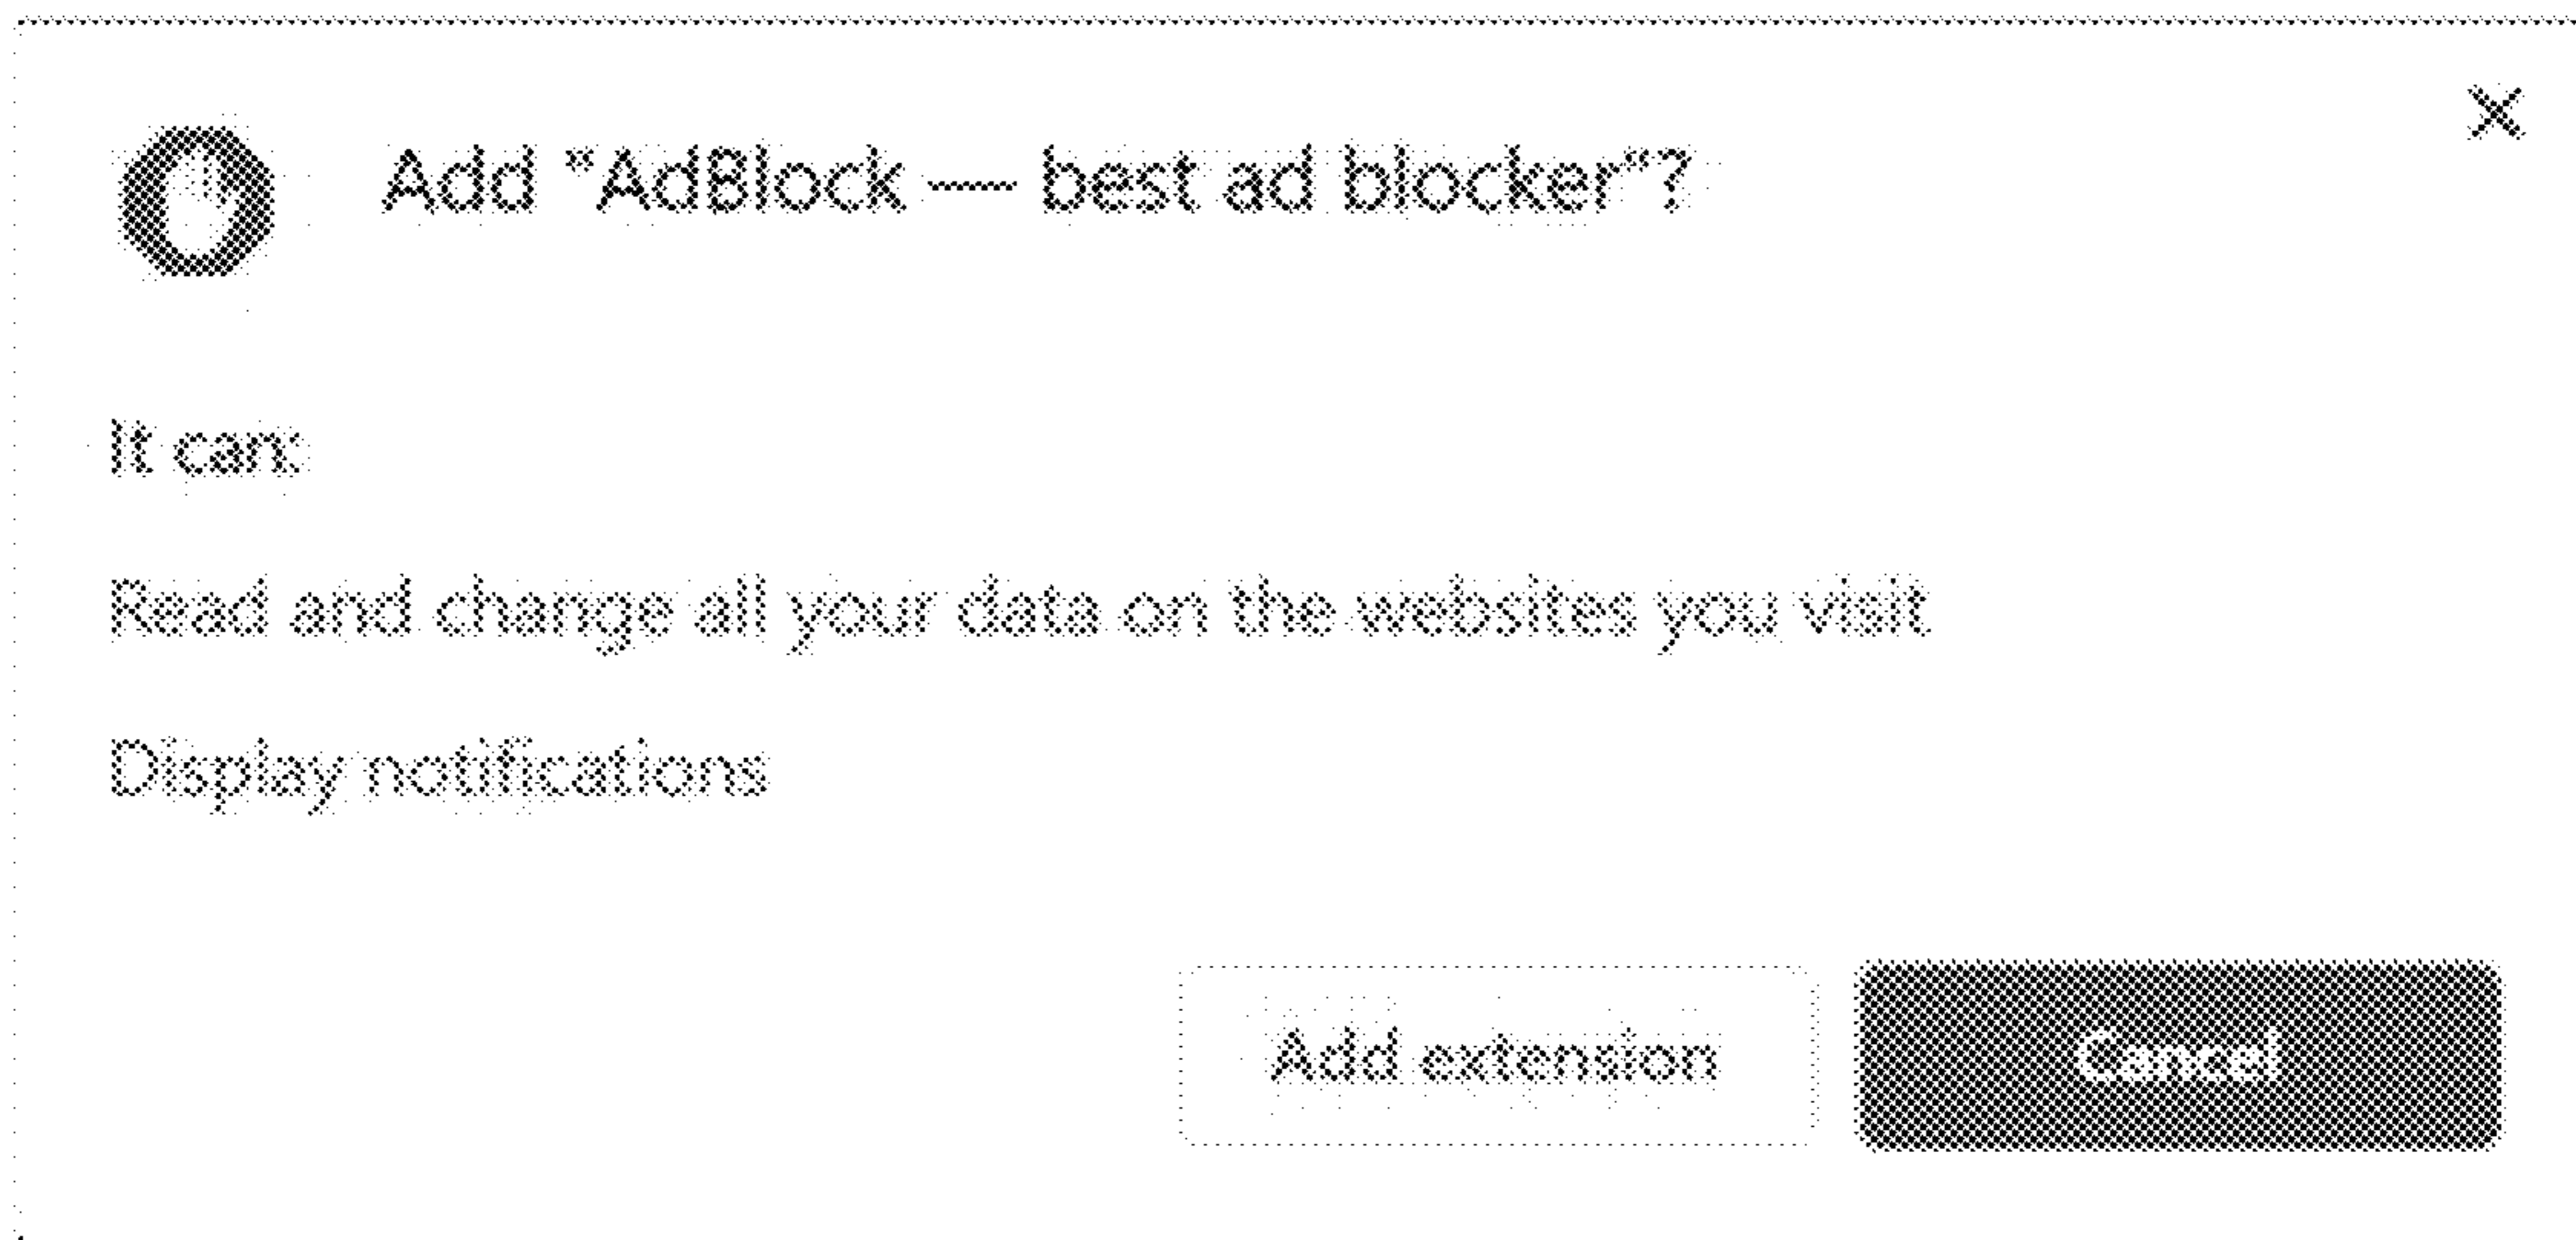 Add "AdBlock — best ad blocker"?
It can:
Read and change all your data on the websites you visit
Display notifications
Add extension
Cancel